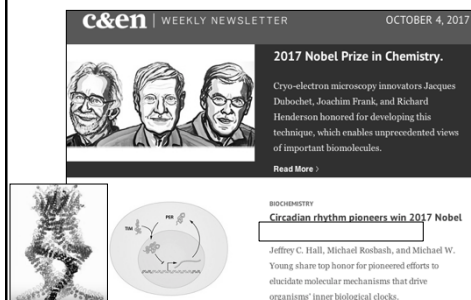 c&en | WEEKLY NEWSLETTER OCTOBER 4, 2017
2017 Nobel Prize in Chemistry.
Cryo-electron microscopy innovators Jacques
Dubochet, Joachim Frank, and Richard
Henderson honored for developing this
technique, which enables unprecedented views
of important biomolecules.
Read More >
TIM PER
BIOCHEMISTRY
Circadian rhythm pioneers win 2017 Nobel
Jeffrey C. Hall, Michael Rosbash, and Michael W.
Young share top honor for pioneered efforts to
elucidate molecular mechanisms that drive
organisms' inner biological clocks.